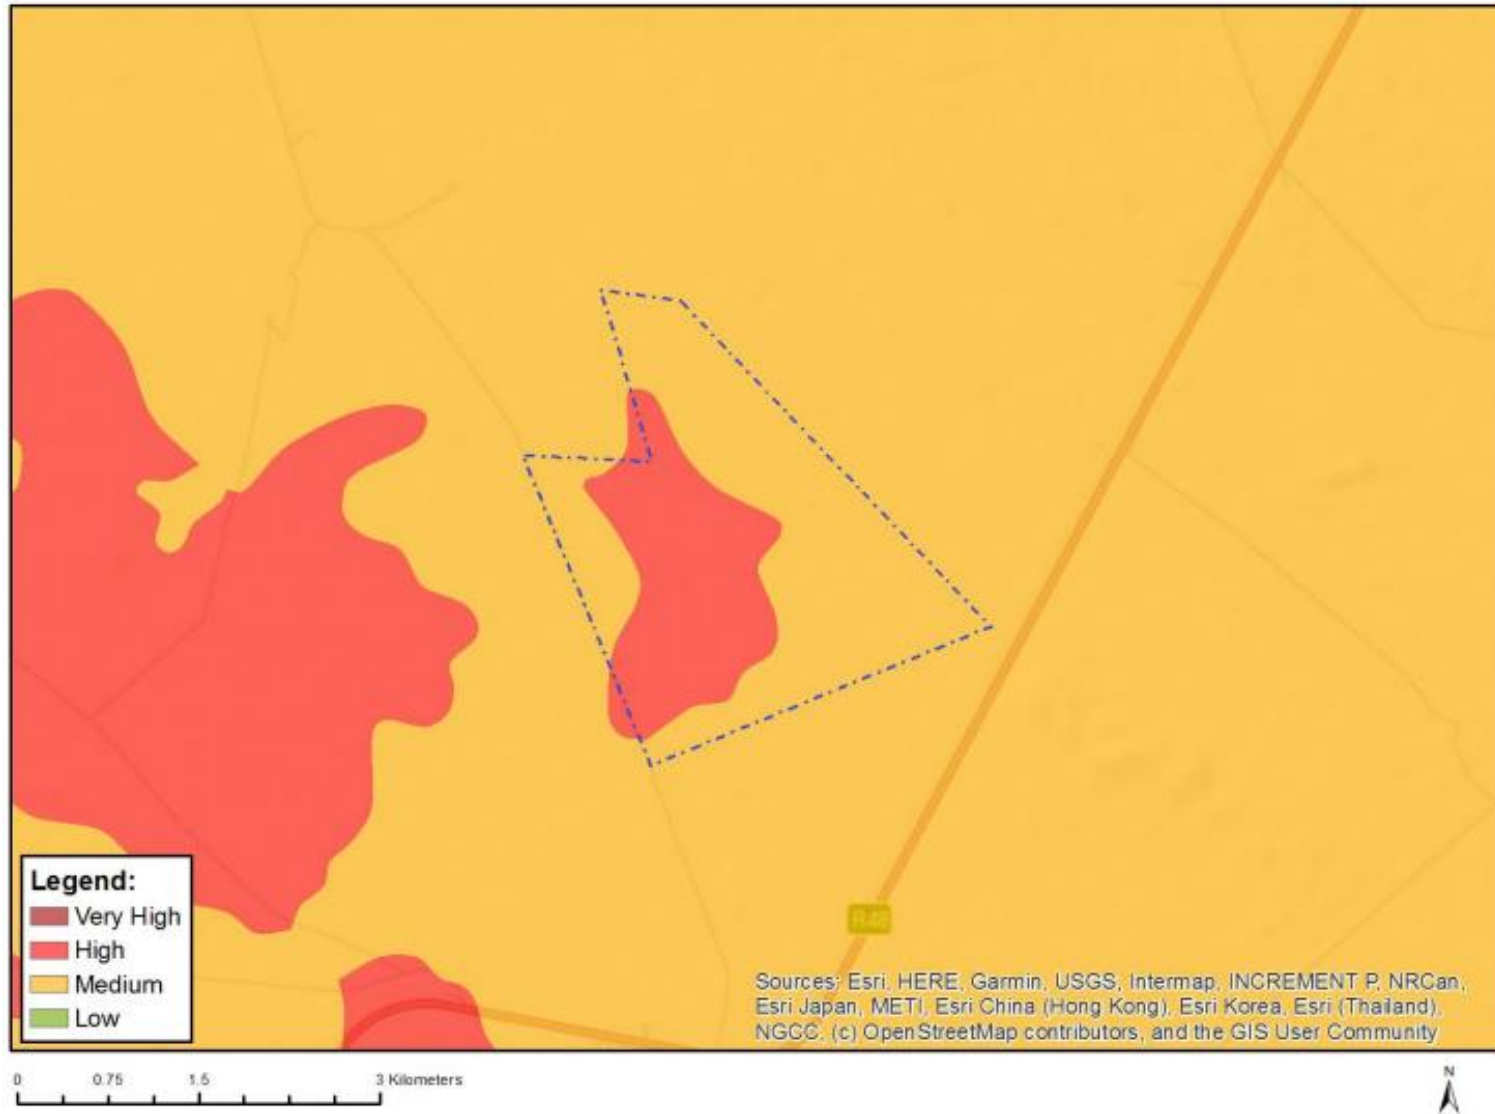 R48
Legend:
Very High
High
Medium
Low
Sources: Esri, HERE, Garmin, USGS, Intermap, INCREMENT P, NRCan,
Esri Japan, METI, Esri China (Hong Kong), Esri Korea, Esri (Thailand),
NGCC, (c) OpenStreetMap contributors, and the GIS User Community
0 0.75 1.5 3 Kilometers
N